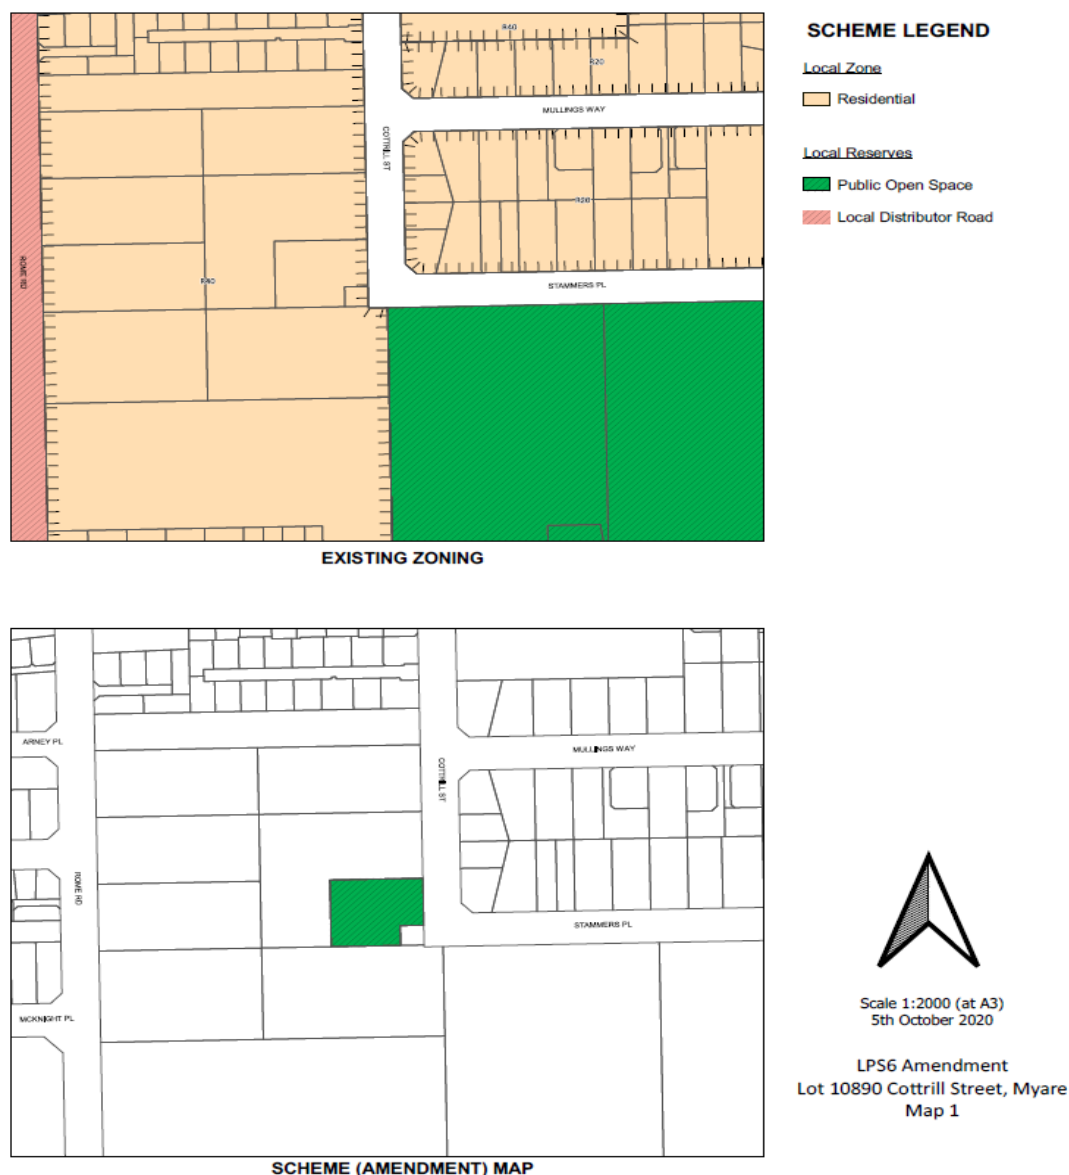 SCHEME LEGEND
Local Zone
Residential
Local Reserves
Public Open Space
Local Distributor Road
R40
R20
MULLINGS WAY
COTTRILL ST
R20
ROME RD
R40
STAMMERS PL
EXISTING ZONING
ARNEY PL
MULLINGS WAY
COTTRILL ST
ROME RD
STAMMERS PL
MCKNIGHT PL
Scale 1:2000 (at A3)
5th October 2020
LPS6 Amendment
Lot 10890 Cottrill Street, Myare
Map 1
SCHEME (AMENDMENT) MAP